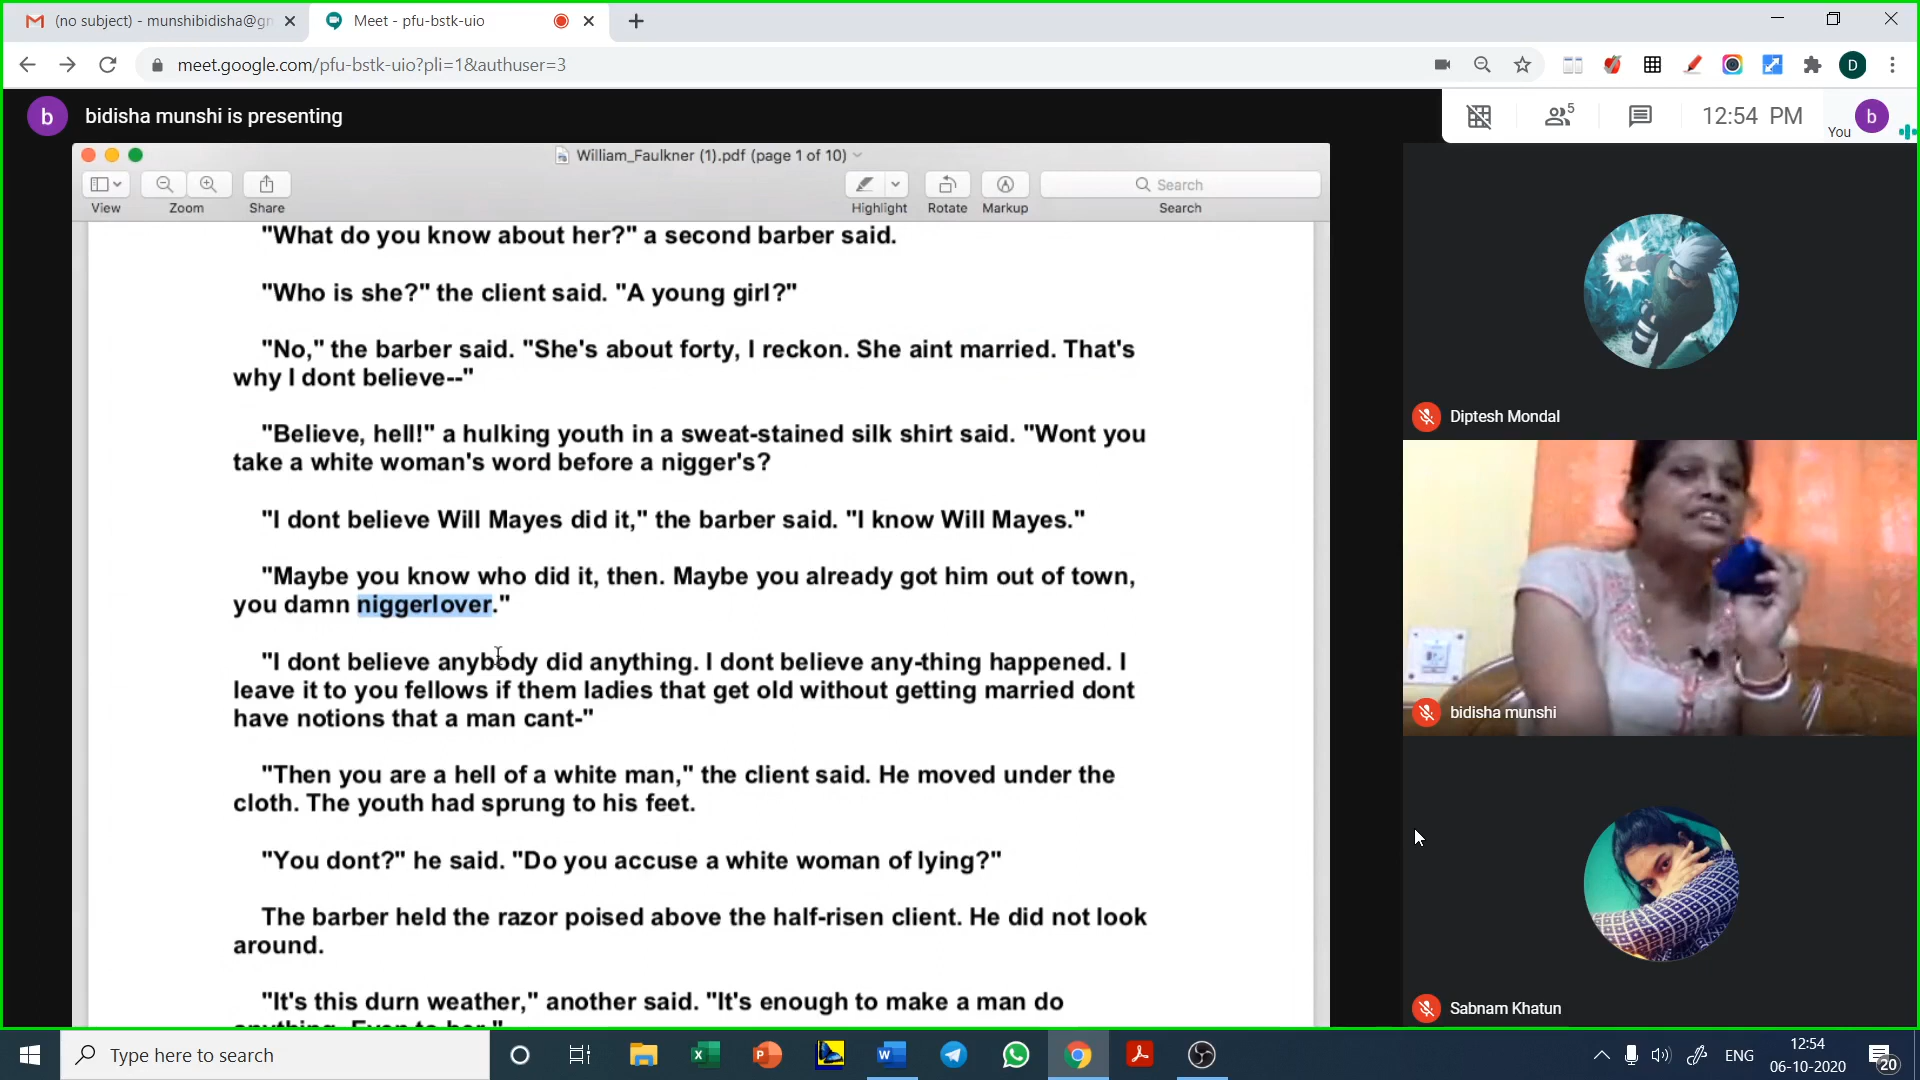 (no subject) - munshibidisha@gm
Meet - pfu-bstk-uio
meet.google.com/pfu-bstk-uio?pli=1&authuser=3
D
b bidisha munshi is presenting
5
12:54 PM
You b
William_Faulkner (1).pdf (page 1 of 10)
Search
View Zoom Share Highlight Rotate Markup Search
"What do you know about her?" a second barber said.
"Who is she?" the client said. "A young girl?"
"No," the barber said. "She's about forty, I reckon. She aint married. That's
why I dont believe--"
"Believe, hell!" a hulking youth in a sweat-stained silk shirt said. "Wont you
take a white woman's word before a nigger's?
"I dont believe Will Mayes did it," the barber said. "I know Will Mayes."
"Maybe you know who did it, then. Maybe you already got him out of town,
you damn niggerlover."
"I dont believe anybody did anything. I dont believe any-thing happened. I
leave it to you fellows if them ladies that get old without getting married dont
have notions that a man cant-"
"Then you are a hell of a white man," the client said. He moved under the
cloth. The youth had sprung to his feet.
"You dont?" he said. "Do you accuse a white woman of lying?"
The barber held the razor poised above the half-risen client. He did not look
around.
"It's this durn weather," another said. "It's enough to make a man do
Diptesh Mondal
bidisha munshi
Sabnam Khatun
Type here to search
ENG
12:54
06-10-2020
20